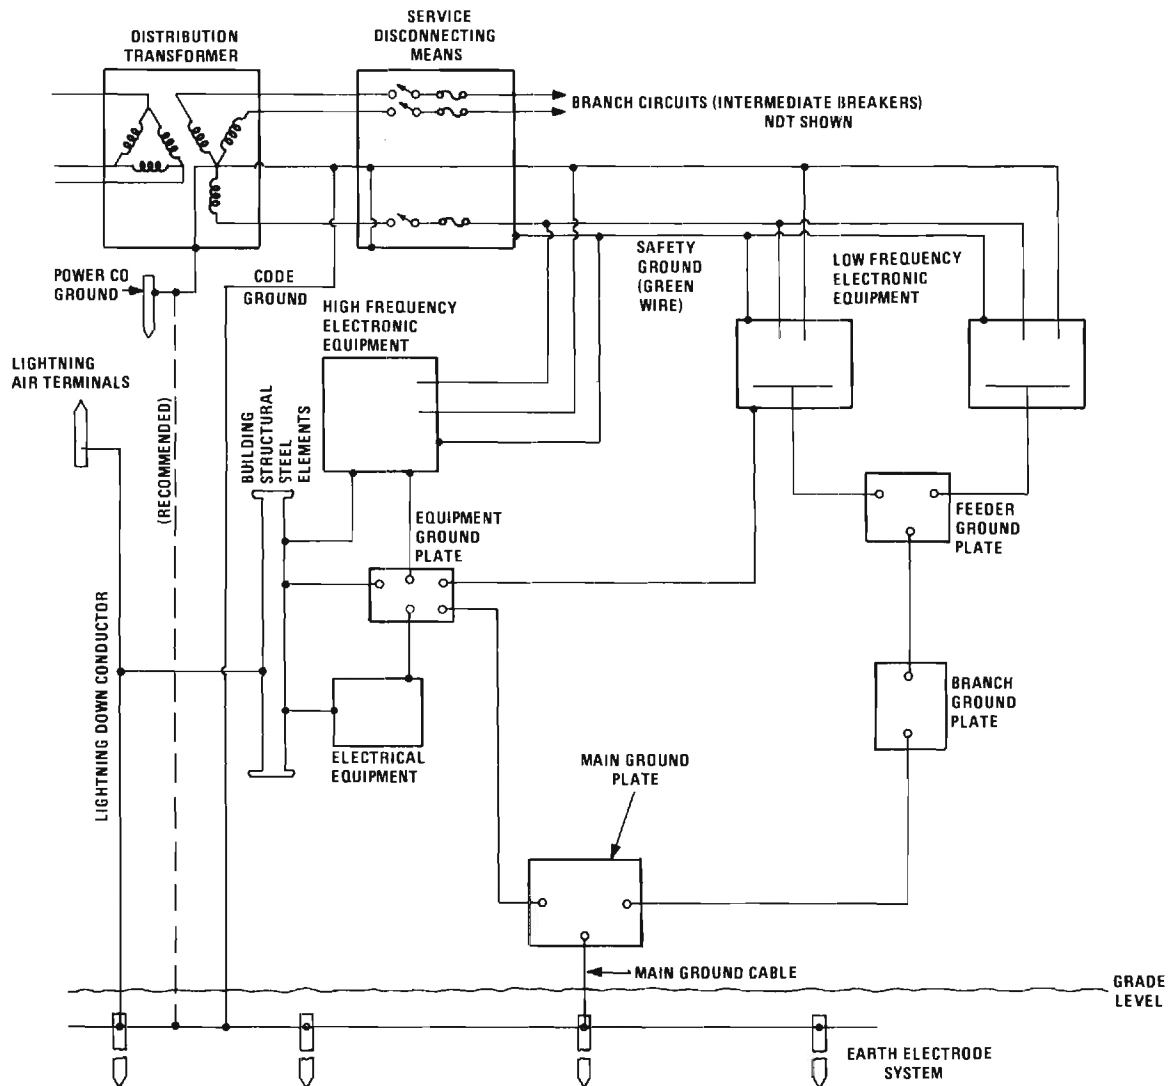 DISTRIBUTION
TRANSFORMER
SERVICE
DISCONNECTING
MEANS
BRANCH CIRCUITS (INTERMEDIATE BREAKERS)
NOT SHOWN
POWER CO
GROUND
CODE
GROUND
SAFETY
GROUND
(GREEN
WIRE)
LOW FREQUENCY
ELECTRONIC
EQUIPMENT
HIGH FREQUENCY
ELECTRONIC
EQUIPMENT
LIGHTNING
AIR TERMINALS
(RECOMMENDED)
BUILDING
STRUCTURAL
STEEL
ELEMENTS
EQUIPMENT
GROUND
PLATE
FEEDER
GROUND
PLATE
LIGHTNING DOWN CONDUCTOR
BRANCH
GROUND
PLATE
ELECTRICAL
EQUIPMENT
MAIN GROUND
PLATE
MAIN GROUND CABLE
GRADE
LEVEL
EARTH ELECTRODE
SYSTEM